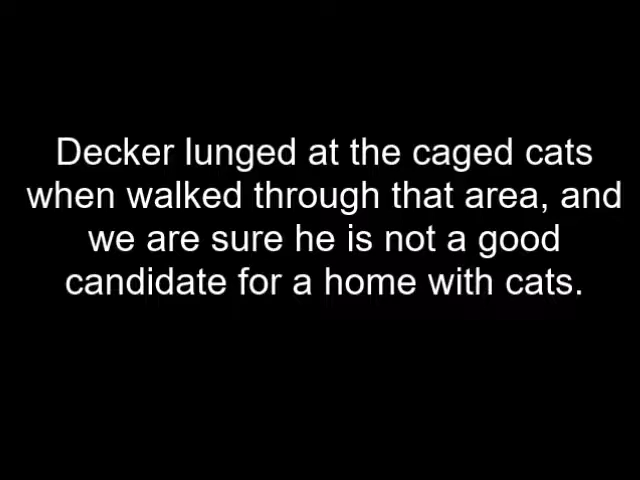 Decker lunged at the caged cats
when walked through that area, and
we are sure he is not a good
candidate for a home with cats.